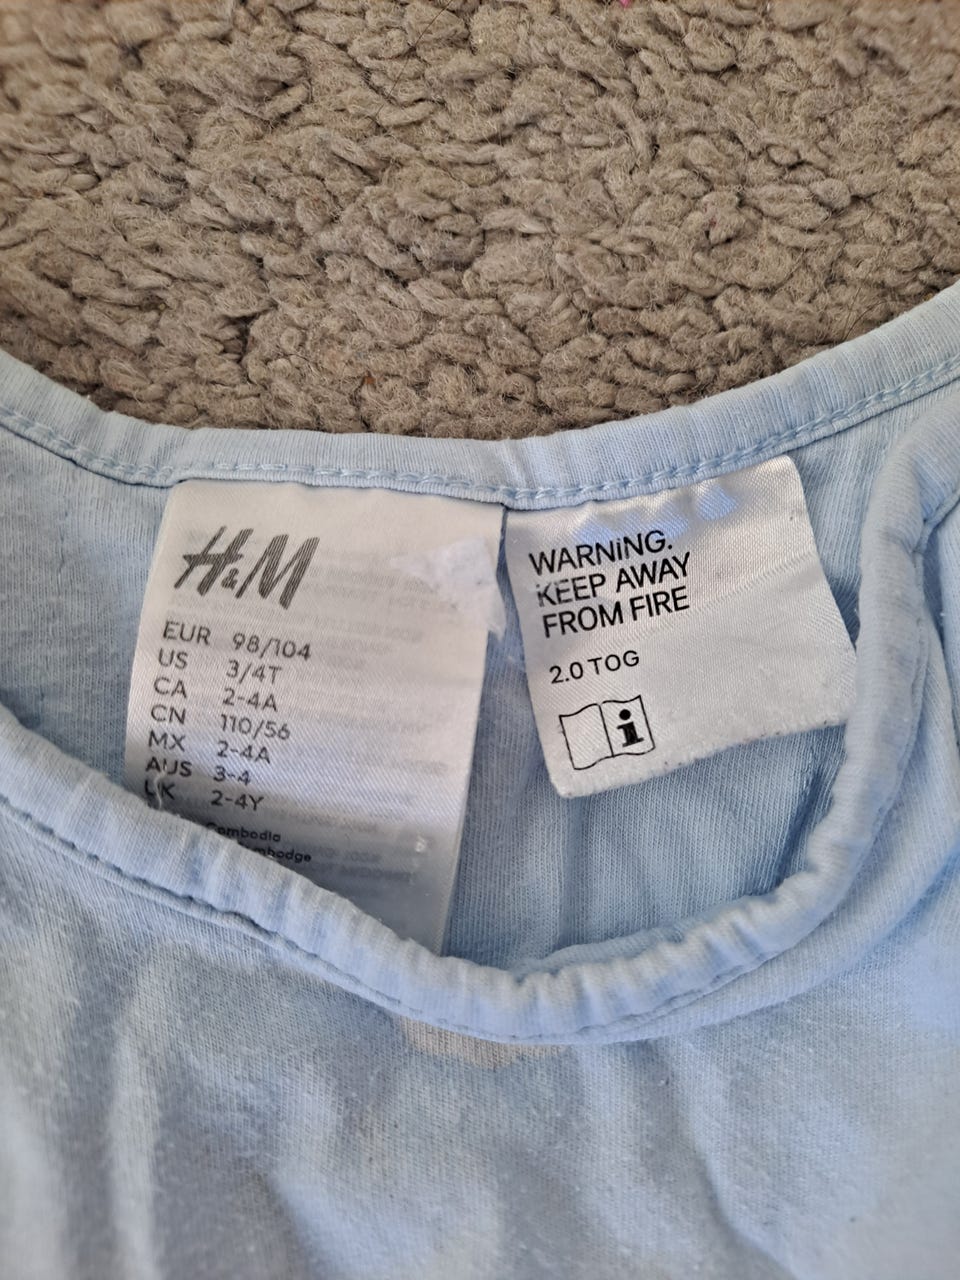 H&M
EUR 98/104
US 3/4T
CA 2-4A
CN 110/56
MX 2-4A
AUS 3-4
UK 2-4Y
Cambodia
WARNiNG.
KEEP AWAY
FROM FIRE
2.0 TOG
i